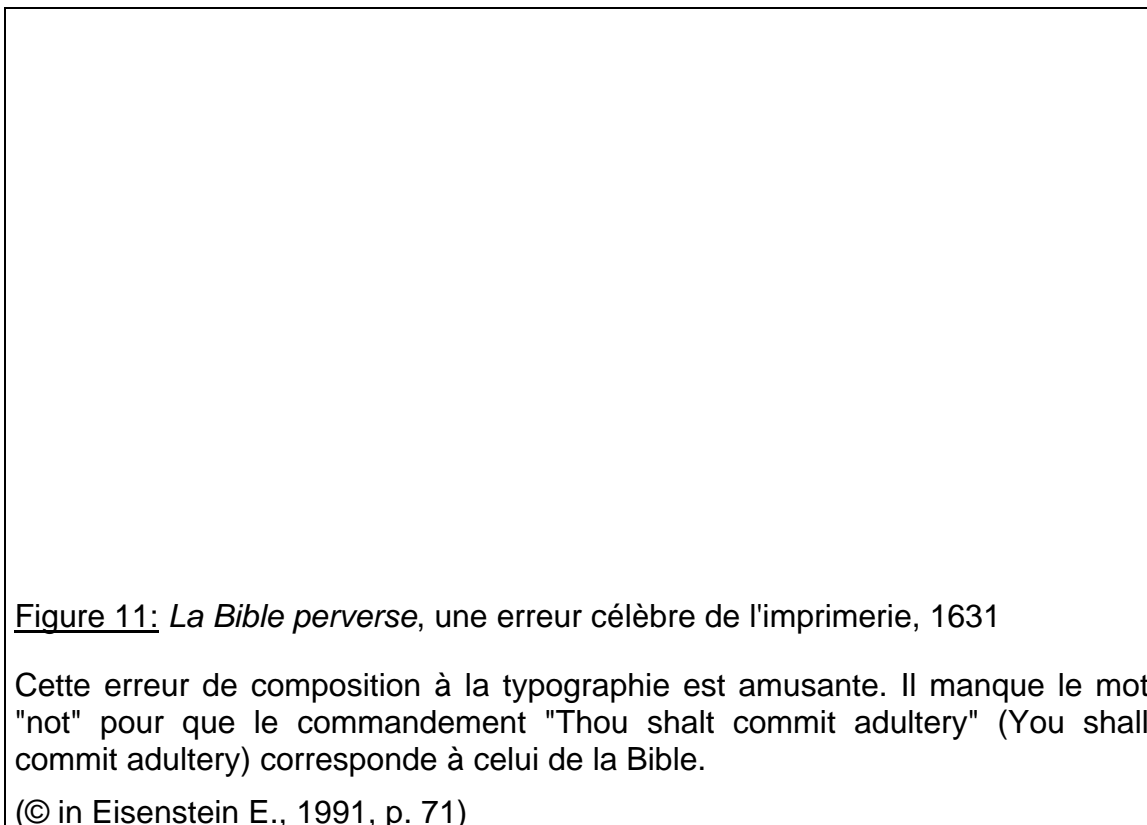 Figure 11: La Bible perverse, une erreur célèbre de l'imprimerie, 1631
Cette erreur de composition à la typographie est amusante. Il manque le mot
"not" pour que le commandement "Thou shalt commit adultery" (You shall
commit adultery) corresponde à celui de la Bible.
(© in Eisenstein E., 1991, p. 71)